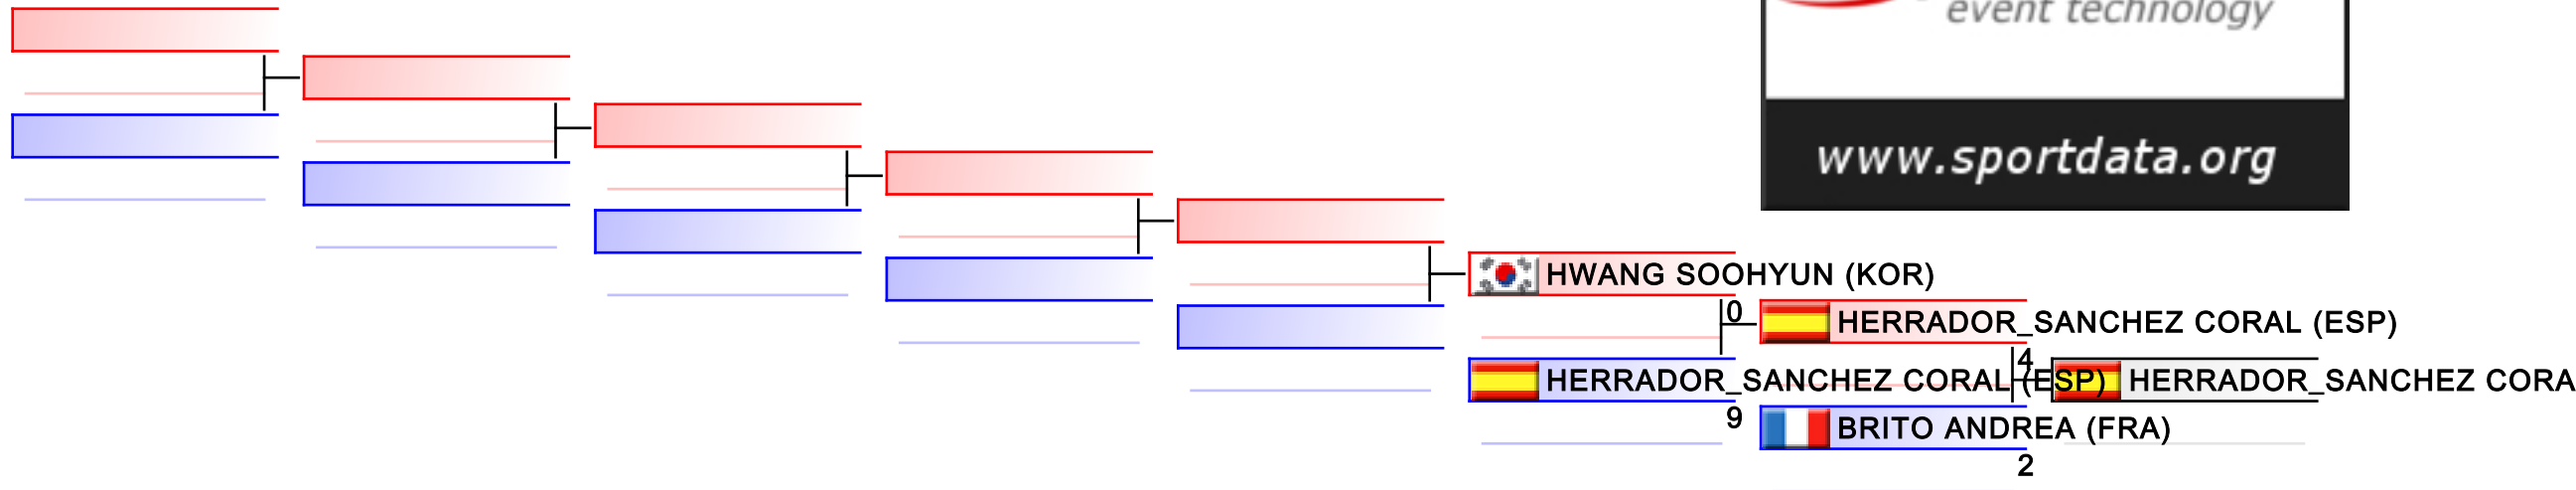 event technology
www.sportdata.org
HWANG SOOHYUN (KOR)
0
HERRADOR_SANCHEZ CORAL (ESP)
4
HERRADOR_SANCHEZ CORAL (ESP)
HERRADOR_SANCHEZ CORA
9
BRITO ANDREA (FRA)
2